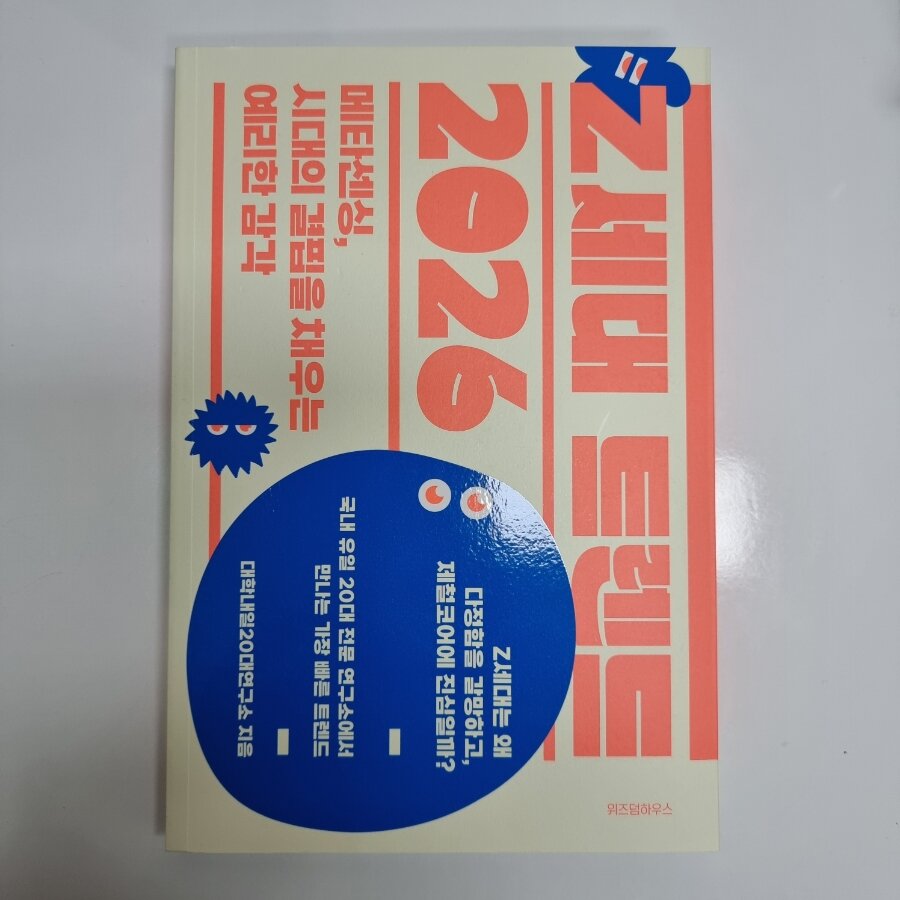 Z세대 트렌드
2026
메타센싱,
시대의 결핍을 채우는
예리한 감각
Z세대는 왜
다정함을 갈망하고,
제철코어에 진심일까?
국내 유일 20대 전문 연구소에서
만나는 가장 빠른 트렌드
대학내일20대연구소 지음
위즈덤하우스